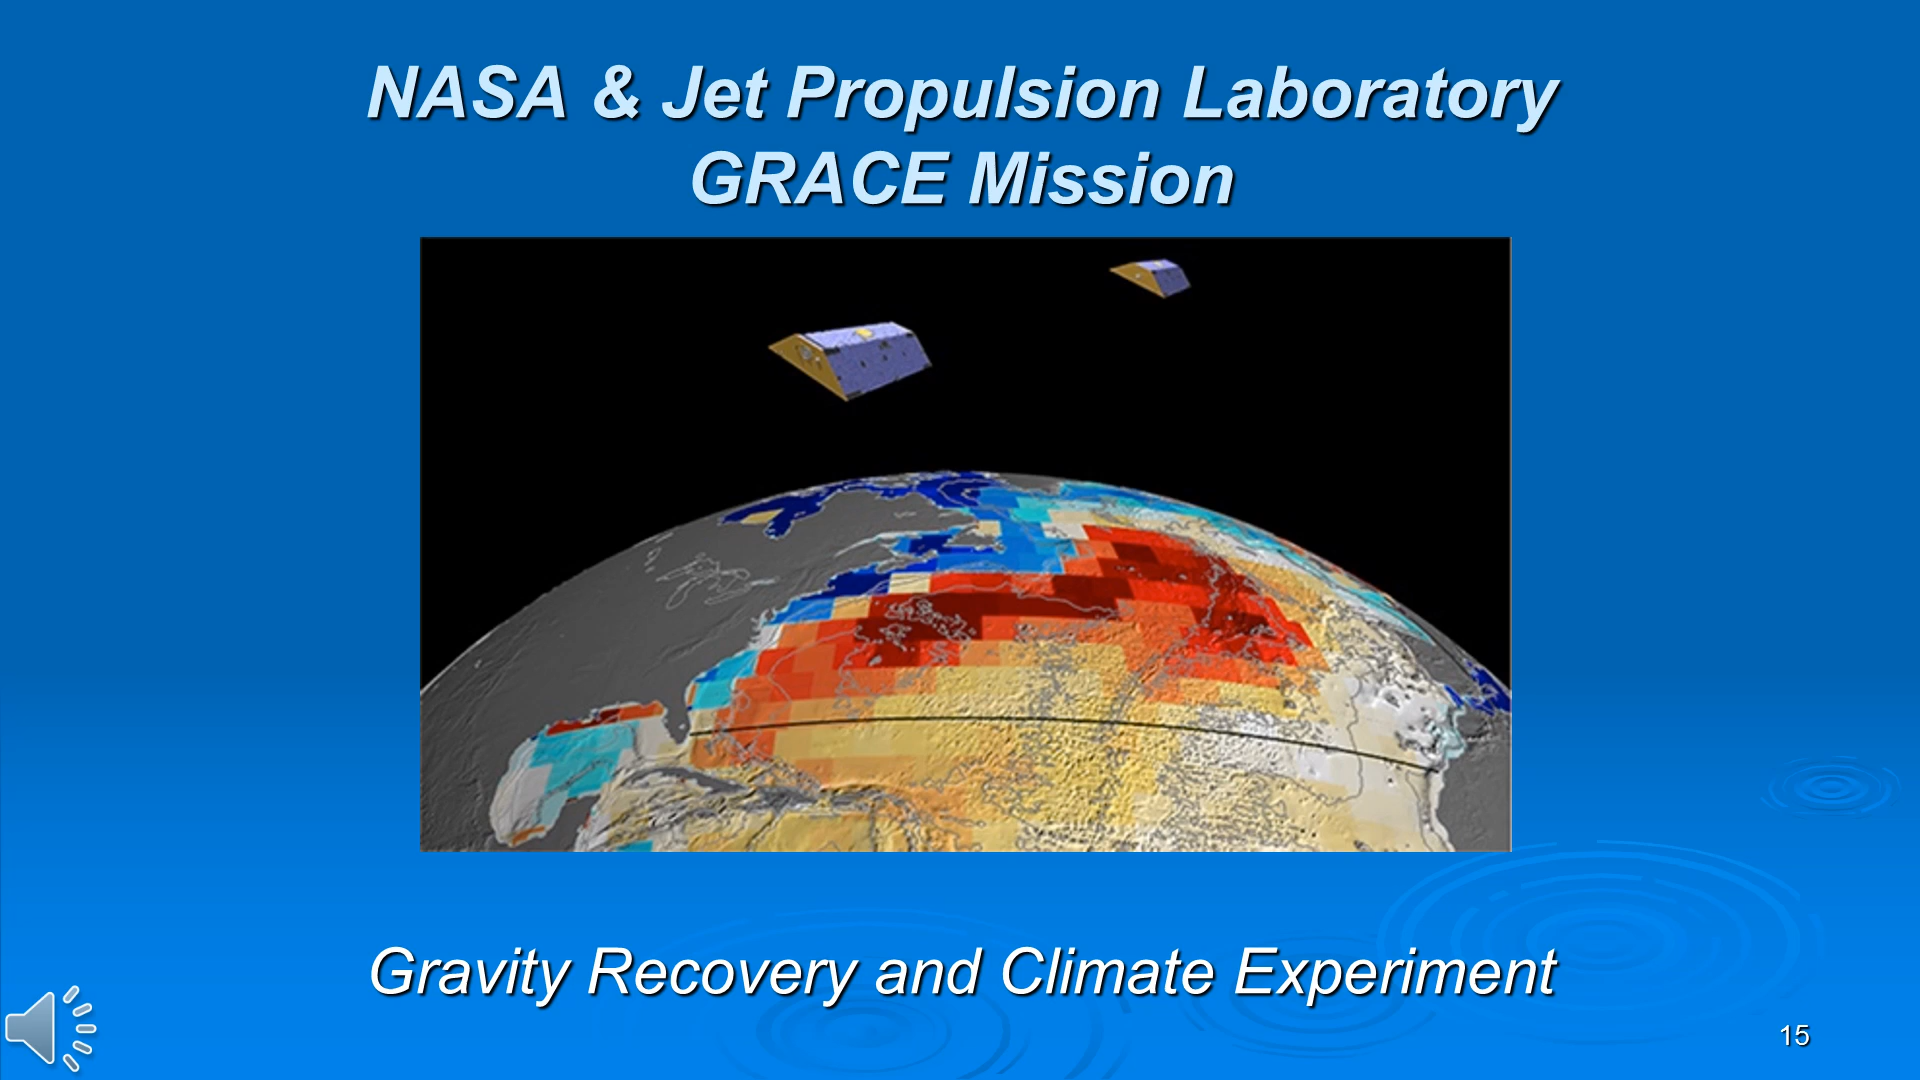 NASA & Jet Propulsion Laboratory
GRACE Mission
Gravity Recovery and Climate Experiment
15